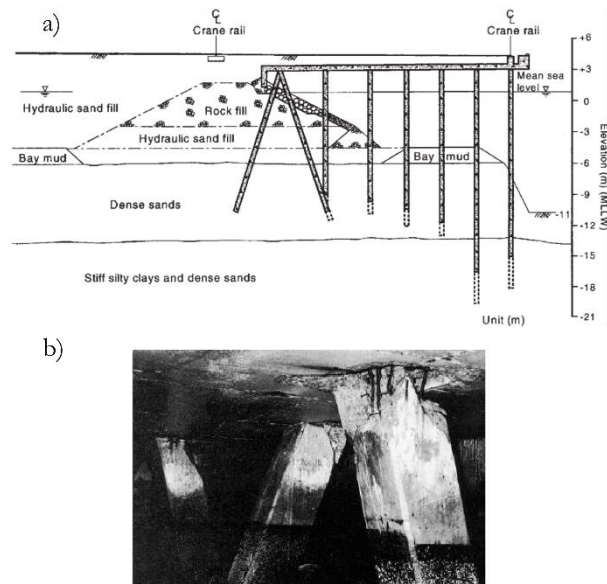 a)
℄
Crane rail
℄
Crane rail
+6
+3
Mean sea
level
0
Hydraulic sand fill
Rock fill
-3
Hydraulic sand fill
Bay mud
Bay mud
-6
Elevation (m) (MLLW)
-9
Dense sands
-11
-12
Stiff silty clays and dense sands
-15
-18
Unit (m)
-21
b)